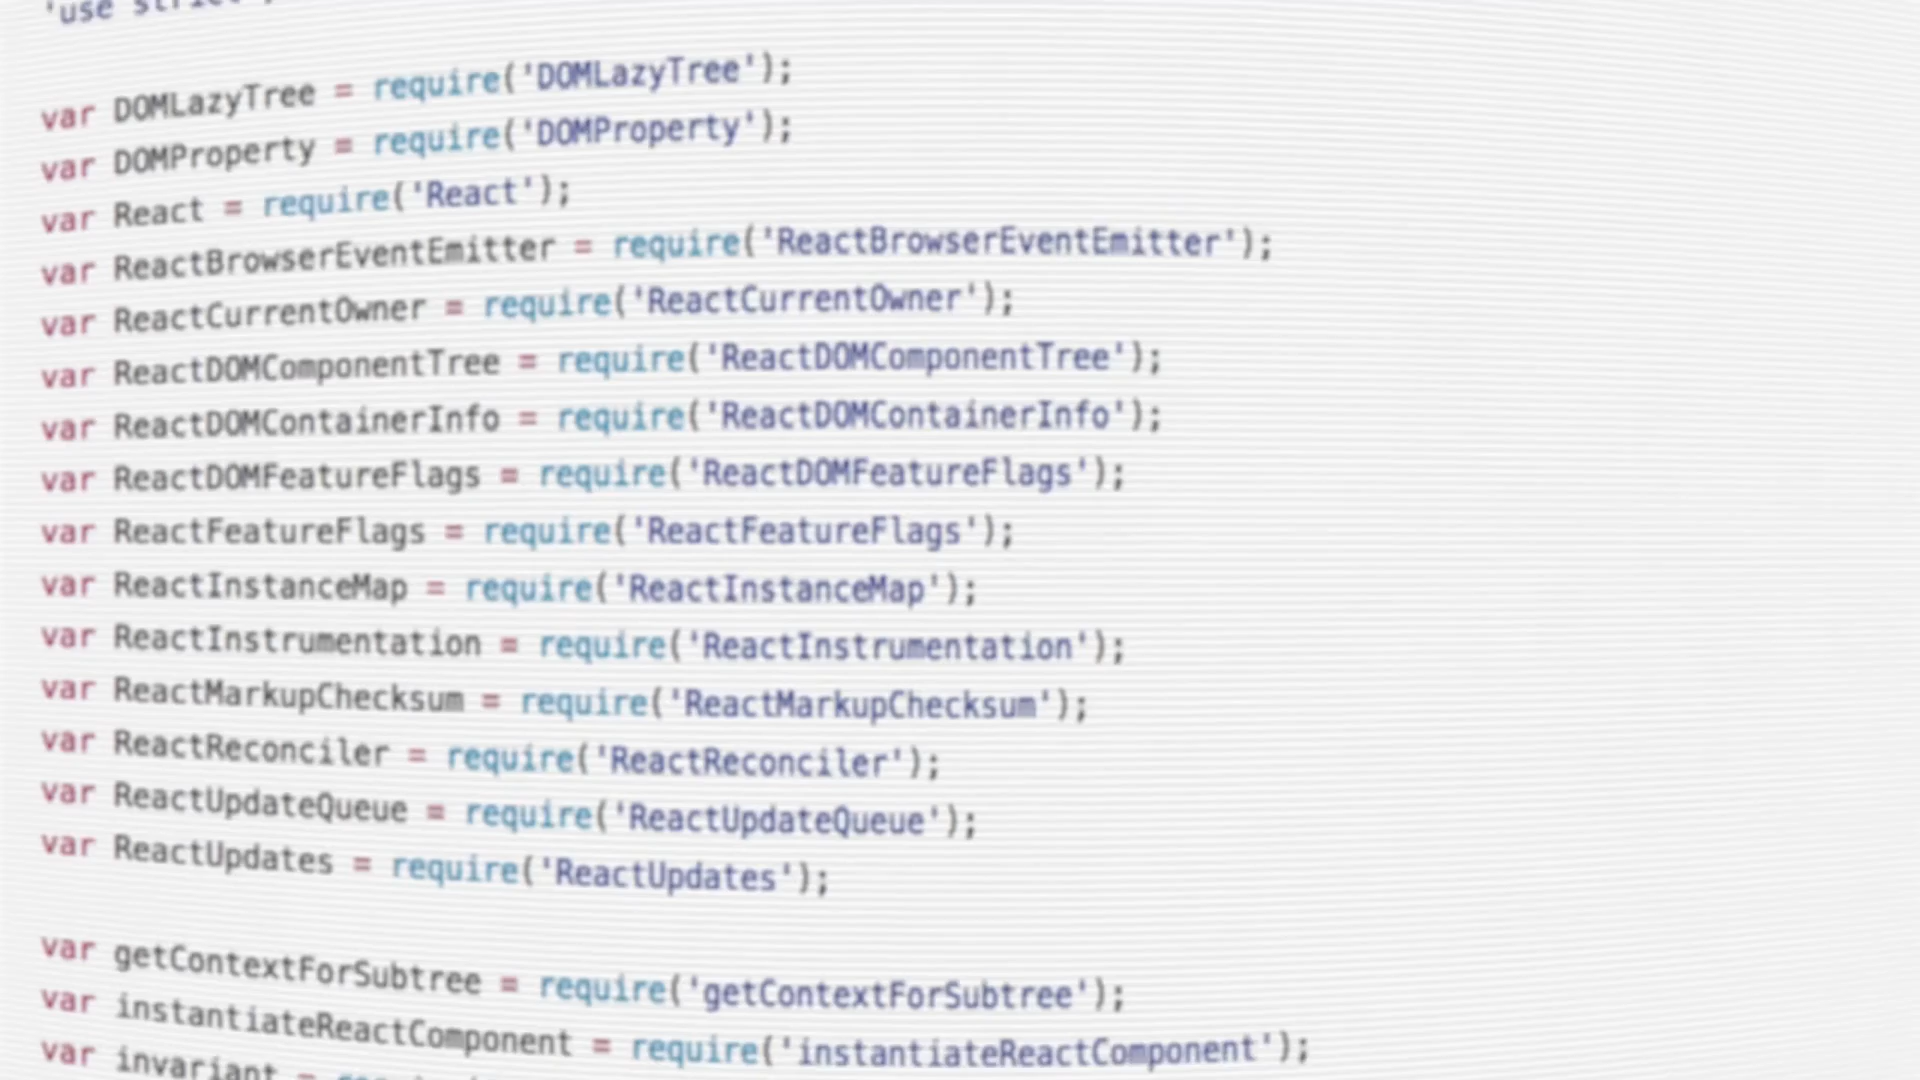 'use strict';
var DOMLazyTree = require('DOMLazyTree');
var DOMProperty = require('DOMProperty');
var React = require('React');
var ReactBrowserEventEmitter = require('ReactBrowserEventEmitter');
var ReactCurrentOwner = require('ReactCurrentOwner');
var ReactDOMComponentTree = require('ReactDOMComponentTree');
var ReactDOMContainerInfo = require('ReactDOMContainerInfo');
var ReactDOMFeatureFlags = require('ReactDOMFeatureFlags');
var ReactFeatureFlags = require('ReactFeatureFlags');
var ReactInstanceMap = require('ReactInstanceMap');
var ReactInstrumentation = require('ReactInstrumentation');
var ReactMarkupChecksum = require('ReactMarkupChecksum');
var ReactReconciler = require('ReactReconciler');
var ReactUpdateQueue = require('ReactUpdateQueue');
var ReactUpdates = require('ReactUpdates');
var getContextForSubtree = require('getContextForSubtree');
var instantiateReactComponent = require('instantiateReactComponent');
var invariant =